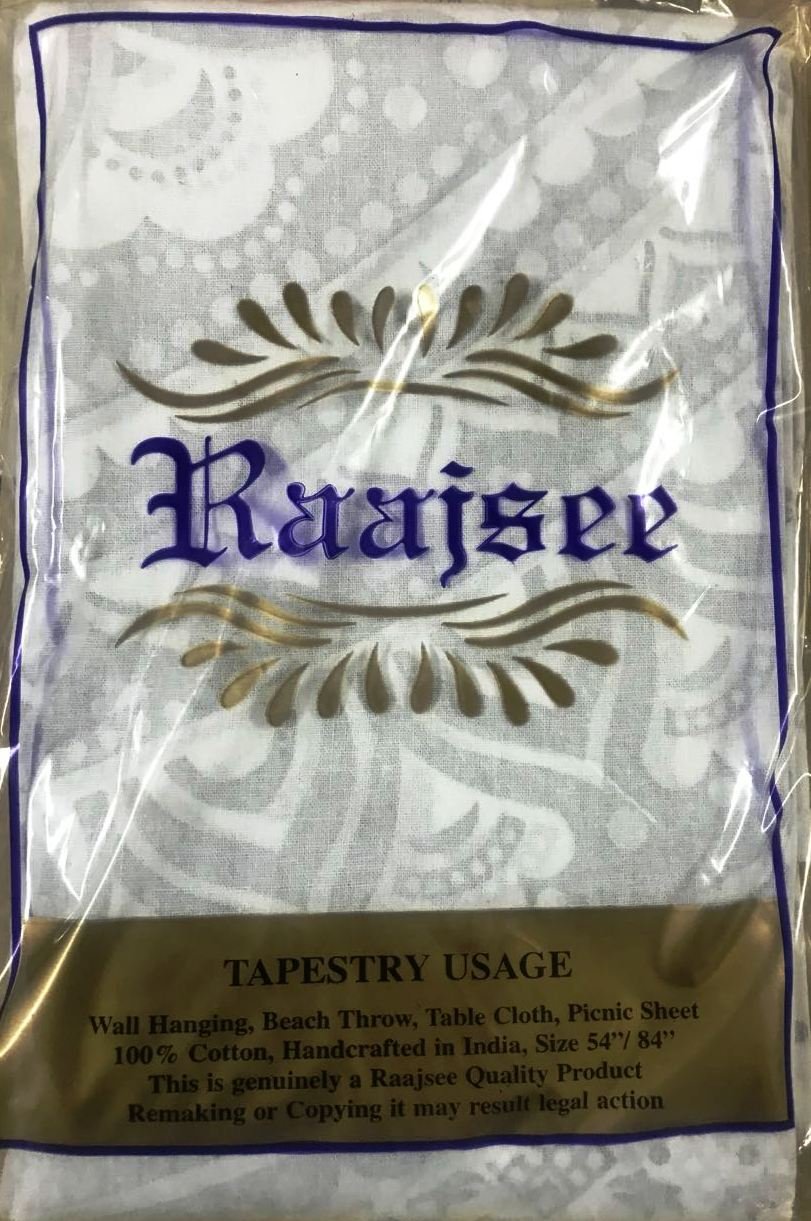 Raajsee
TAPESTRY USAGE
Wall Hanging, Beach Throw, Table Cloth, Picnic Sheet
100% Cotton, Handcrafted in India, Size 54”/ 84”
This is genuinely a Raajsee Quality Product
Remaking or Copying it may result legal action